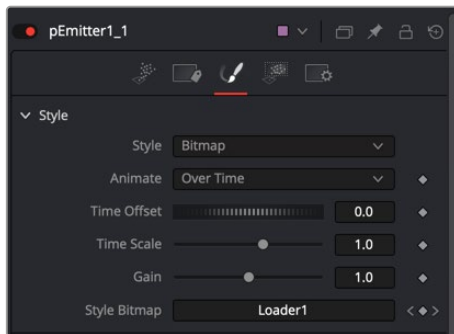 pEmitter1_1
Style
Style Bitmap
Animate Over Time
Time Offset 0.0
Time Scale 1.0
Gain 1.0
Style Bitmap Loader1